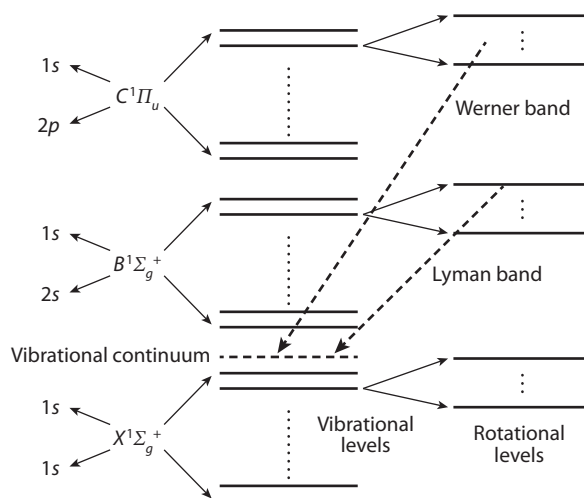 1s
2p
C¹Πᵤ
Werner band
1s
2s
B¹Σg⁺
Lyman band
Vibrational continuum
1s
1s
X¹Σg⁺
Vibrational
levels
Rotational
levels